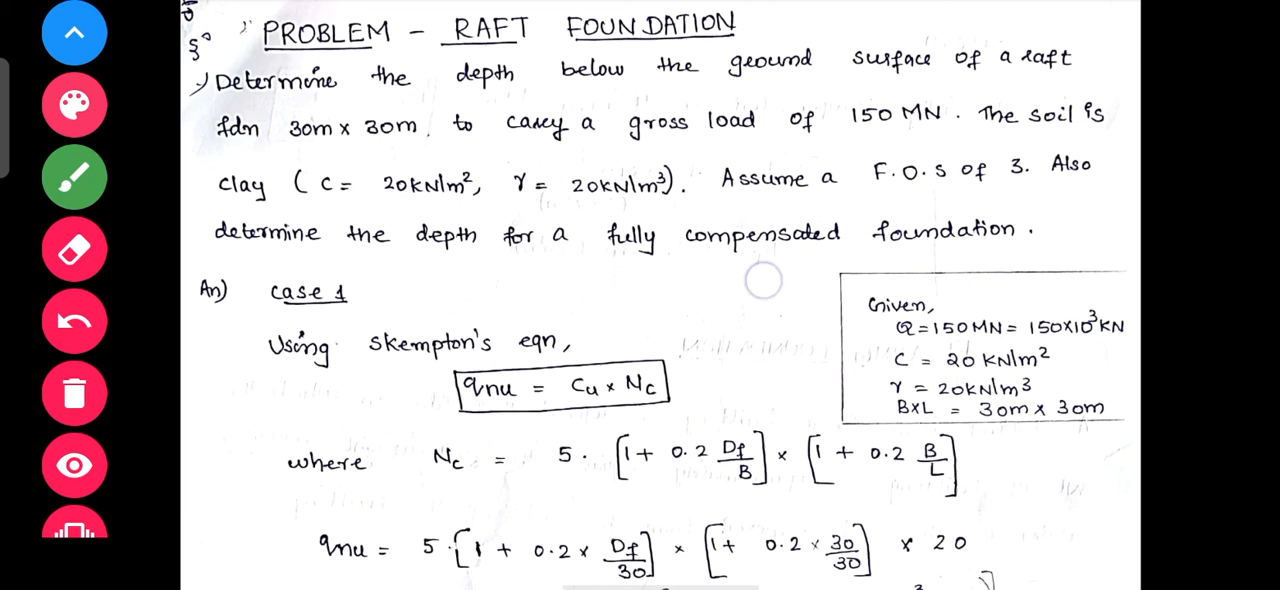 PROBLEM - RAFT FOUNDATION
Determine the depth below the ground surface of a raft
fdn 30m x 30m. to carry a gross load of 150 MN. The soil is
clay ( C = 20KN/m², γ = 20KN/m³). Assume a F.O.S of 3. Also
determine the depth for a fully compensated foundation.
An) case 1
Using skempton's eqn,
qnu = Cu x Nc
Given,
Q = 150 MN = 150x10³ KN
C = 20 KN/m²
γ = 20KN/m³
BxL = 30m x 30m
where Nc = 5. [1 + 0.2 Df/B] x [1 + 0.2 B/L]
qnu = 5.[1 + 0.2 x Df/30] x [1 + 0.2 x 30/30] x 20